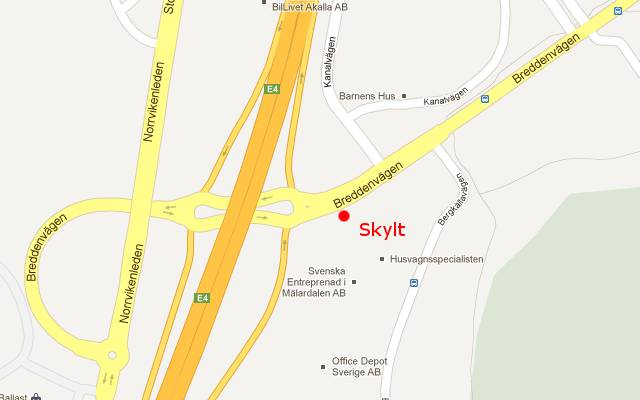 BilLivet Akalla AB
Sto
Kanalvägen
Breddenvägen
Norrvikenleden
E4
Barnens Hus
Kanalvägen
Breddenvägen
Bergkällavägen
Breddenvägen
Skylt
Norrvikenleden
Husvagnsspecialisten
Svenska
Entreprenad i
Mälardalen AB
E4
Office Depot
Sverige AB
Ballast